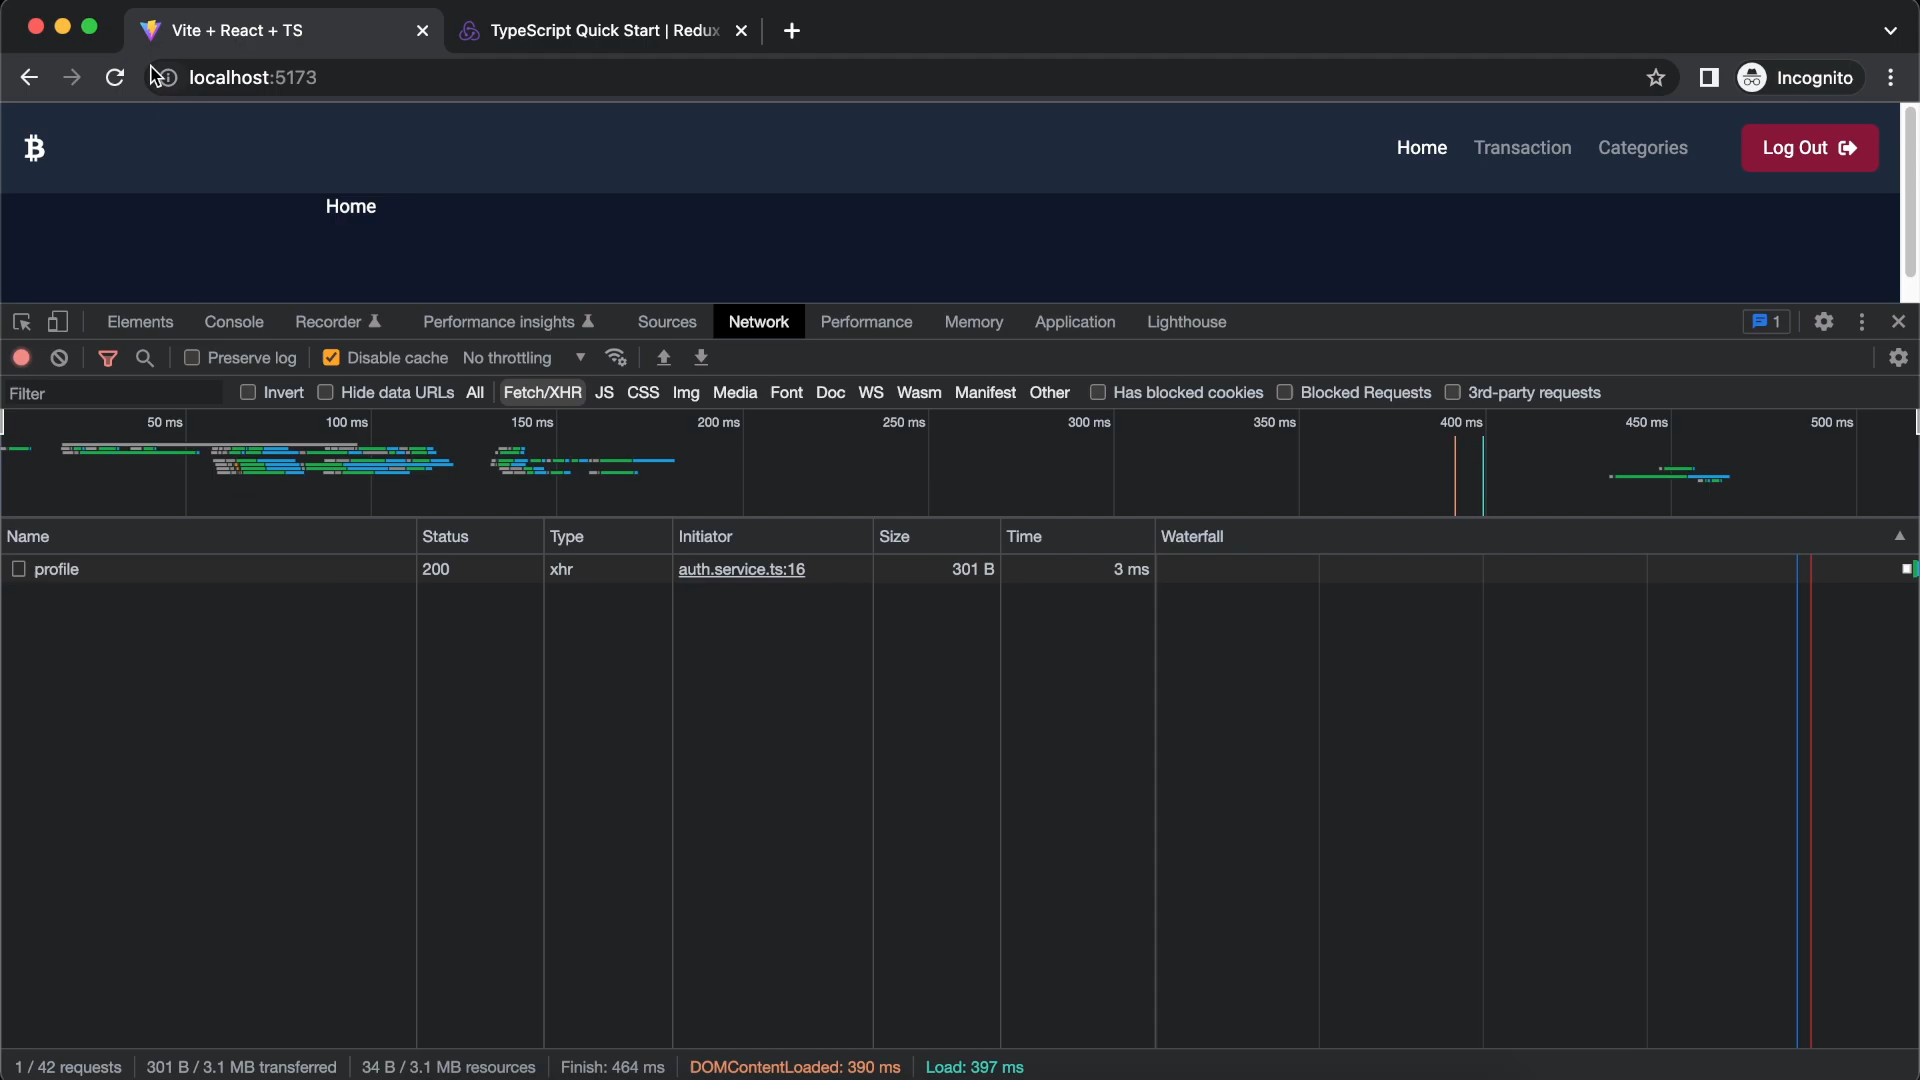 Vite + React + TS
TypeScript Quick Start | Redux
localhost:5173
Incognito
Home Transaction Categories Log Out
Home
Elements Console Recorder Performance insights Sources Network Performance Memory Application Lighthouse 1
Preserve log Disable cache No throttling
Filter Invert Hide data URLs All Fetch/XHR JS CSS Img Media Font Doc WS Wasm Manifest Other Has blocked cookies Blocked Requests 3rd-party requests
50 ms 100 ms 150 ms 200 ms 250 ms 300 ms 350 ms 400 ms 450 ms 500 ms
Name Status Type Initiator Size Time Waterfall
profile 200 xhr auth.service.ts:16 301 B 3 ms
1 / 42 requests 301 B / 3.1 MB transferred 34 B / 3.1 MB resources Finish: 464 ms DOMContentLoaded: 390 ms Load: 397 ms